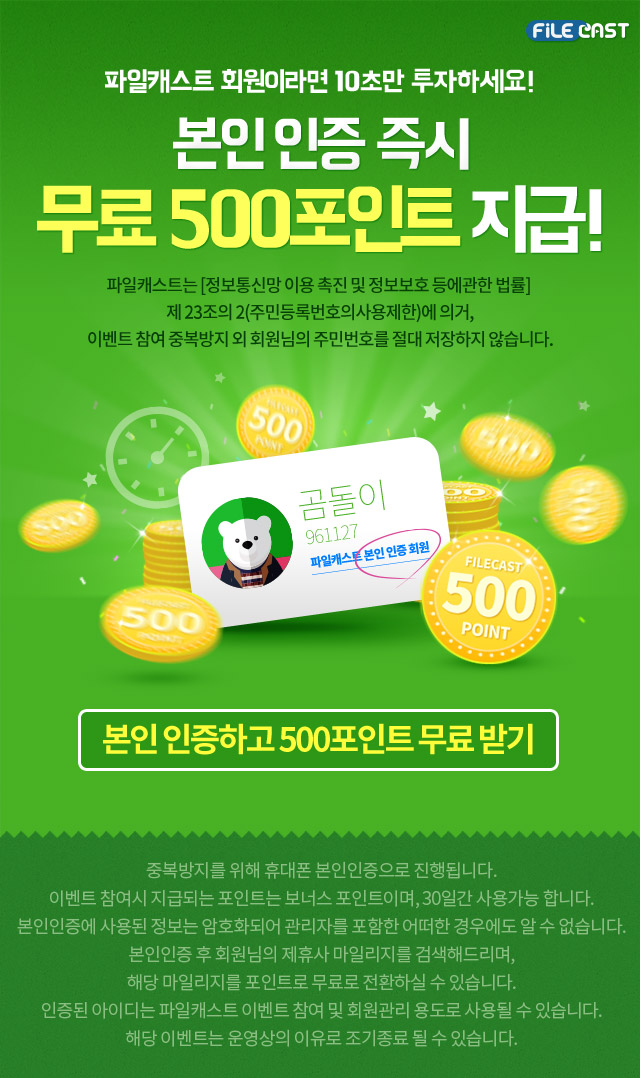 FiLECAST
파일캐스트 회원이라면 10초만 투자하세요!
본인 인증 즉시
무료 500포인트 지급!
파일캐스트는 [정보통신망 이용 촉진 및 정보보호 등에관한 법률]
제 23조의 2(주민등록번호의사용제한)에 의거,
이벤트 참여 중복방지 외 회원님의 주민번호를 절대 저장하지 않습니다.
FILECAST
500
POINT
500
500
500
곰돌이
961127
파일캐스트 본인 인증 회원
FILECAST
500
POINT
500
본인 인증하고 500포인트 무료 받기
중복방지를 위해 휴대폰 본인인증으로 진행됩니다.
이벤트 참여시 지급되는 포인트는 보너스 포인트이며, 30일간 사용가능 합니다.
본인인증에 사용된 정보는 암호화되어 관리자를 포함한 어떠한 경우에도 알 수 없습니다.
본인인증 후 회원님의 제휴사 마일리지를 검색해드리며,
해당 마일리지를 포인트로 무료로 전환하실 수 있습니다.
인증된 아이디는 파일캐스트 이벤트 참여 및 회원관리 용도로 사용될 수 있습니다.
해당 이벤트는 운영상의 이유로 조기종료 될 수 있습니다.